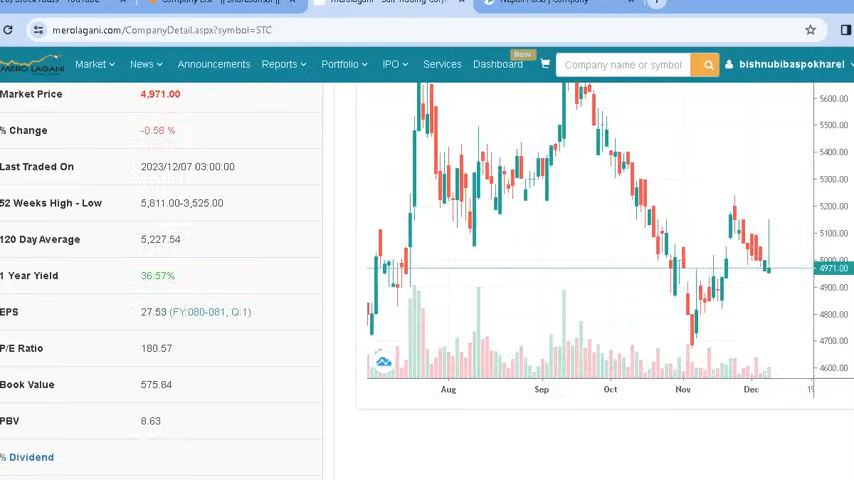 merolagani.com/CompanyDetail.aspx?symbol=STC
MERO LAGANI
Market News Announcements Reports Portfolio IPO Services Dashboard New Company name or symbol bishnubibaspokharel
Market Price 4,971.00
% Change -0.58 %
Last Traded On 2023/12/07 03:00:00
52 Weeks High - Low 5,811.00-3,525.00
120 Day Average 5,227.54
1 Year Yield 36.57%
EPS 27.53 (FY:080-081, Q:1)
P/E Ratio 180.57
Book Value 575.84
PBV 8.63
% Dividend
5600.00
5400.00
5300.00
5200.00
5100.00
5000.00
4971.00
4900.00
4800.00
4700.00
4600.00
Aug Sep Oct Nov Dec